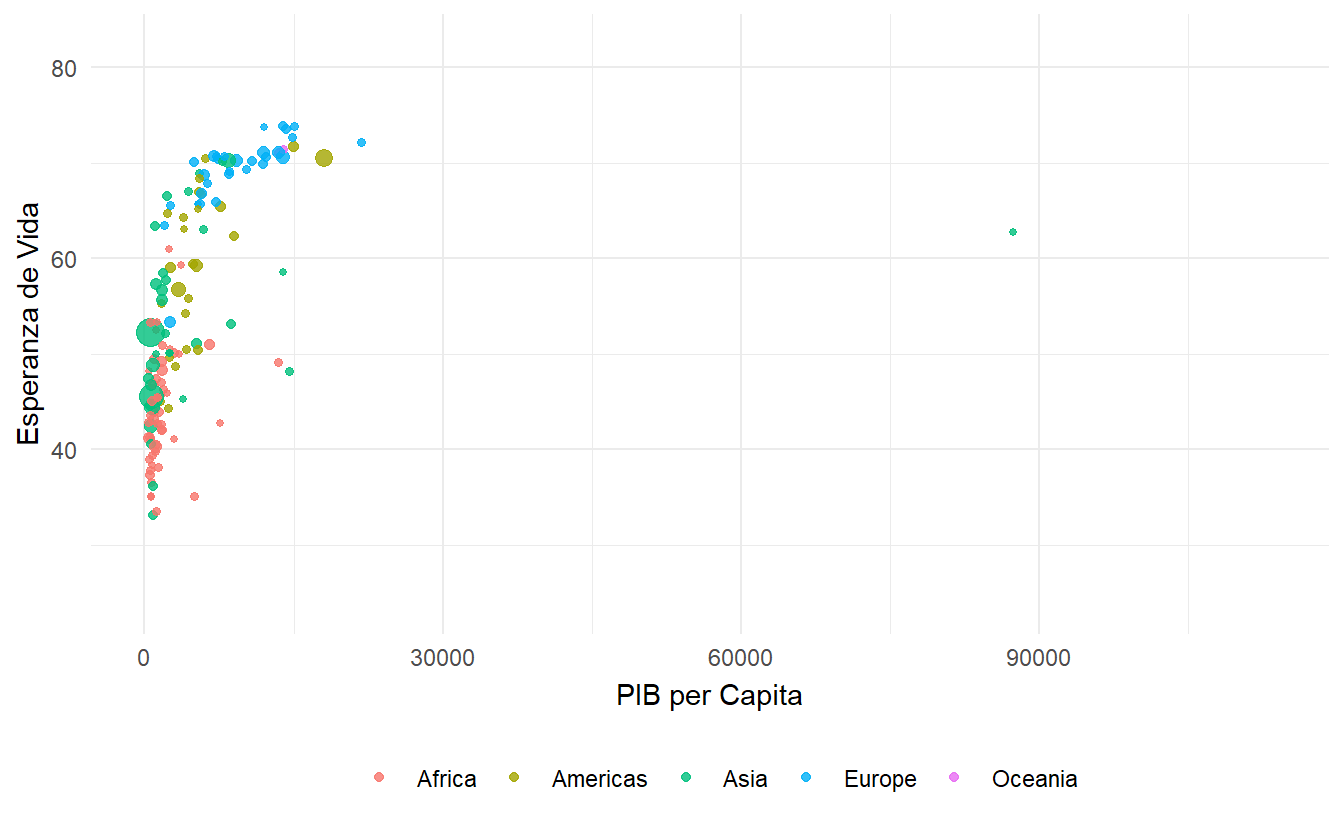 80
60
40
Esperanza de Vida
0 30000 60000 90000
PIB per Capita
Africa Americas Asia Europe Oceania